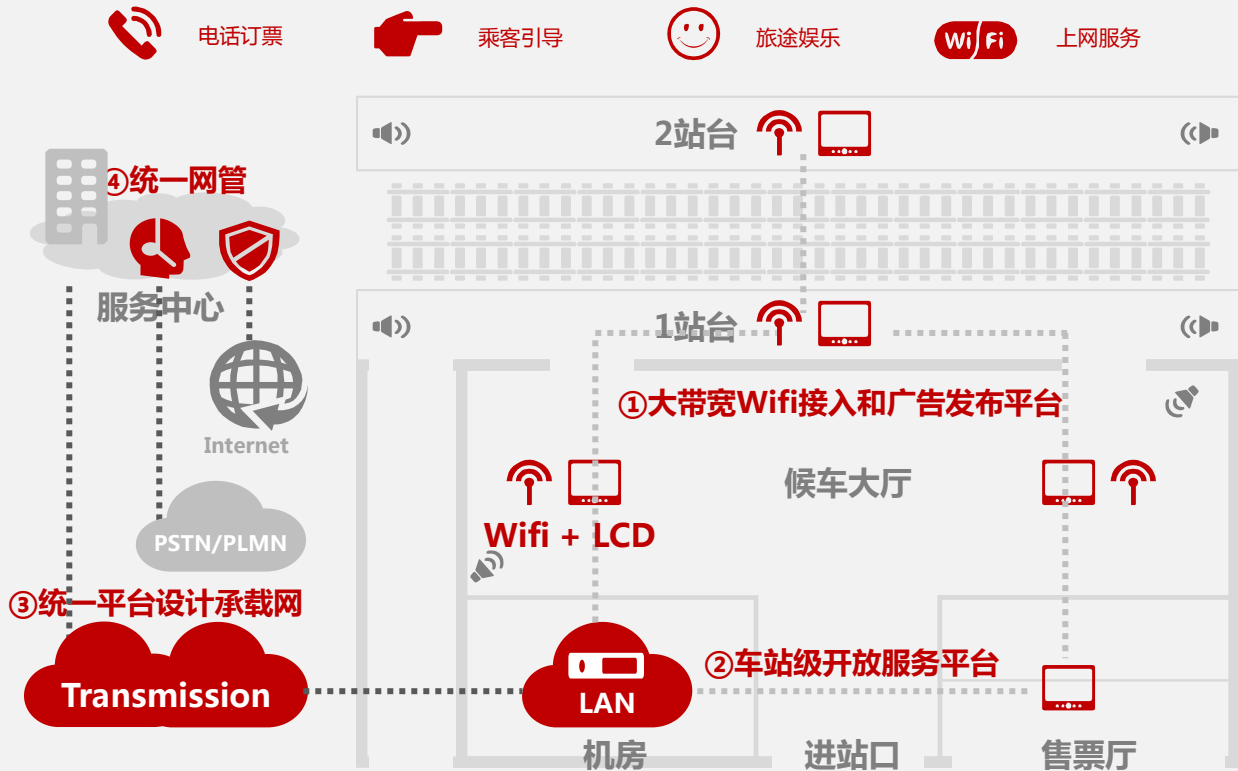 电话订票
乘客引导
旅途娱乐
WiFi
上网服务
2站台
④统一网管
服务中心
1站台
①大带宽Wifi接入和广告发布平台
Internet
候车大厅
Wifi + LCD
PSTN/PLMN
③统一平台设计承载网
②车站级开放服务平台
Transmission
LAN
机房
进站口
售票厅